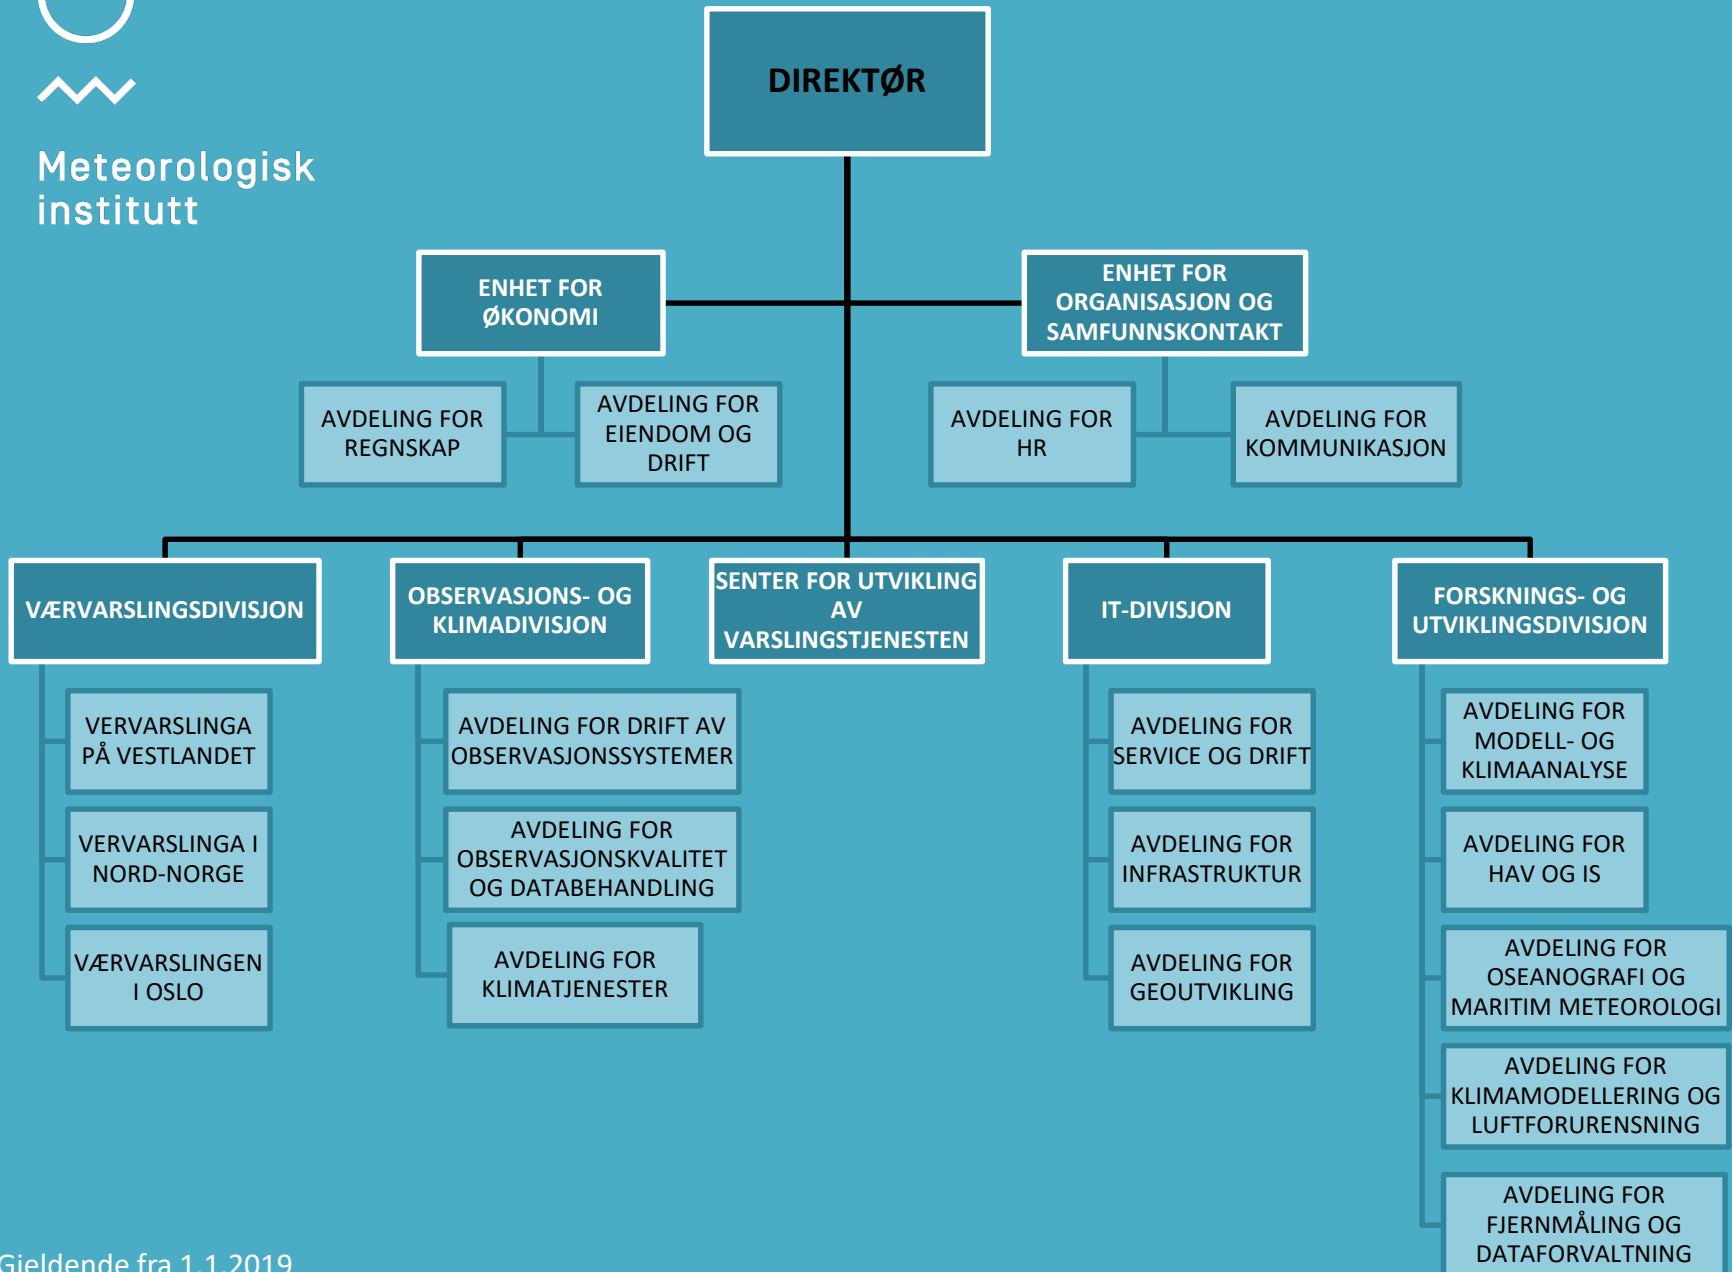 Meteorologisk
institutt
DIREKTØR
ENHET FOR
ØKONOMI
ENHET FOR
ORGANISASJON OG
SAMFUNNSKONTAKT
AVDELING FOR
REGNSKAP
AVDELING FOR
EIENDOM OG
DRIFT
AVDELING FOR
HR
AVDELING FOR
KOMMUNIKASJON
VÆRVARSLINGSDIVISJON
VERVARSLINGA
PÅ VESTLANDET
VERVARSLINGA I
NORD-NORGE
VÆRVARSLINGEN
I OSLO
OBSERVASJONS- OG
KLIMADIVISJON
AVDELING FOR DRIFT AV
OBSERVASJONSSYSTEMER
AVDELING FOR
OBSERVASJONSKVALITET
OG DATABEHANDLING
AVDELING FOR
KLIMATJENESTER
SENTER FOR UTVIKLING
AV
VARSLINGSTJENESTEN
IT-DIVISJON
AVDELING FOR
SERVICE OG DRIFT
AVDELING FOR
INFRASTRUKTUR
AVDELING FOR
GEOUTVIKLING
FORSKNINGS- OG
UTVIKLINGSDIVISJON
AVDELING FOR
MODELL- OG
KLIMAANALYSE
AVDELING FOR
HAV OG IS
AVDELING FOR
OSEANOGRAFI OG
MARITIM METEOROLOGI
AVDELING FOR
KLIMAMODELLERING OG
LUFTFORURENSNING
AVDELING FOR
FJERNMÅLING OG
DATAFORVALTNING
Gjeldende fra 1.1.2019